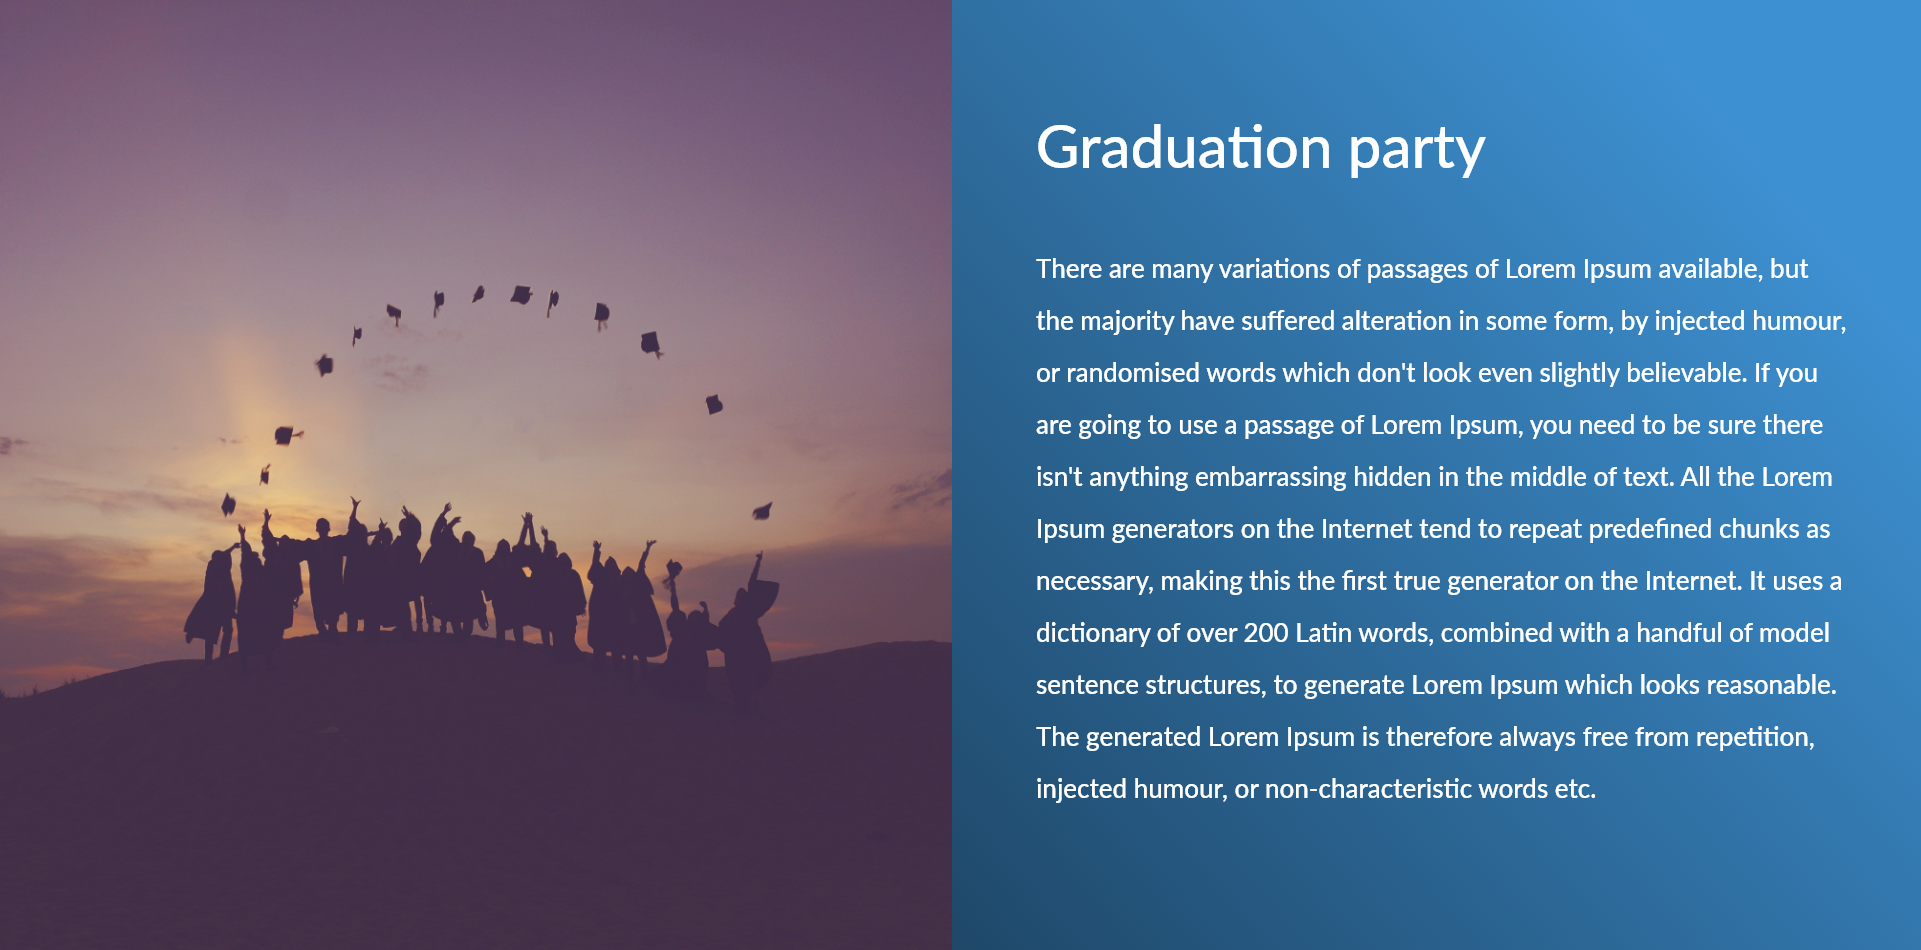 Graduation party
There are many variations of passages of Lorem Ipsum available, but
the majority have suffered alteration in some form, by injected humour,
or randomised words which don't look even slightly believable. If you
are going to use a passage of Lorem Ipsum, you need to be sure there
isn't anything embarrassing hidden in the middle of text. All the Lorem
Ipsum generators on the Internet tend to repeat predefined chunks as
necessary, making this the first true generator on the Internet. It uses a
dictionary of over 200 Latin words, combined with a handful of model
sentence structures, to generate Lorem Ipsum which looks reasonable.
The generated Lorem Ipsum is therefore always free from repetition,
injected humour, or non-characteristic words etc.